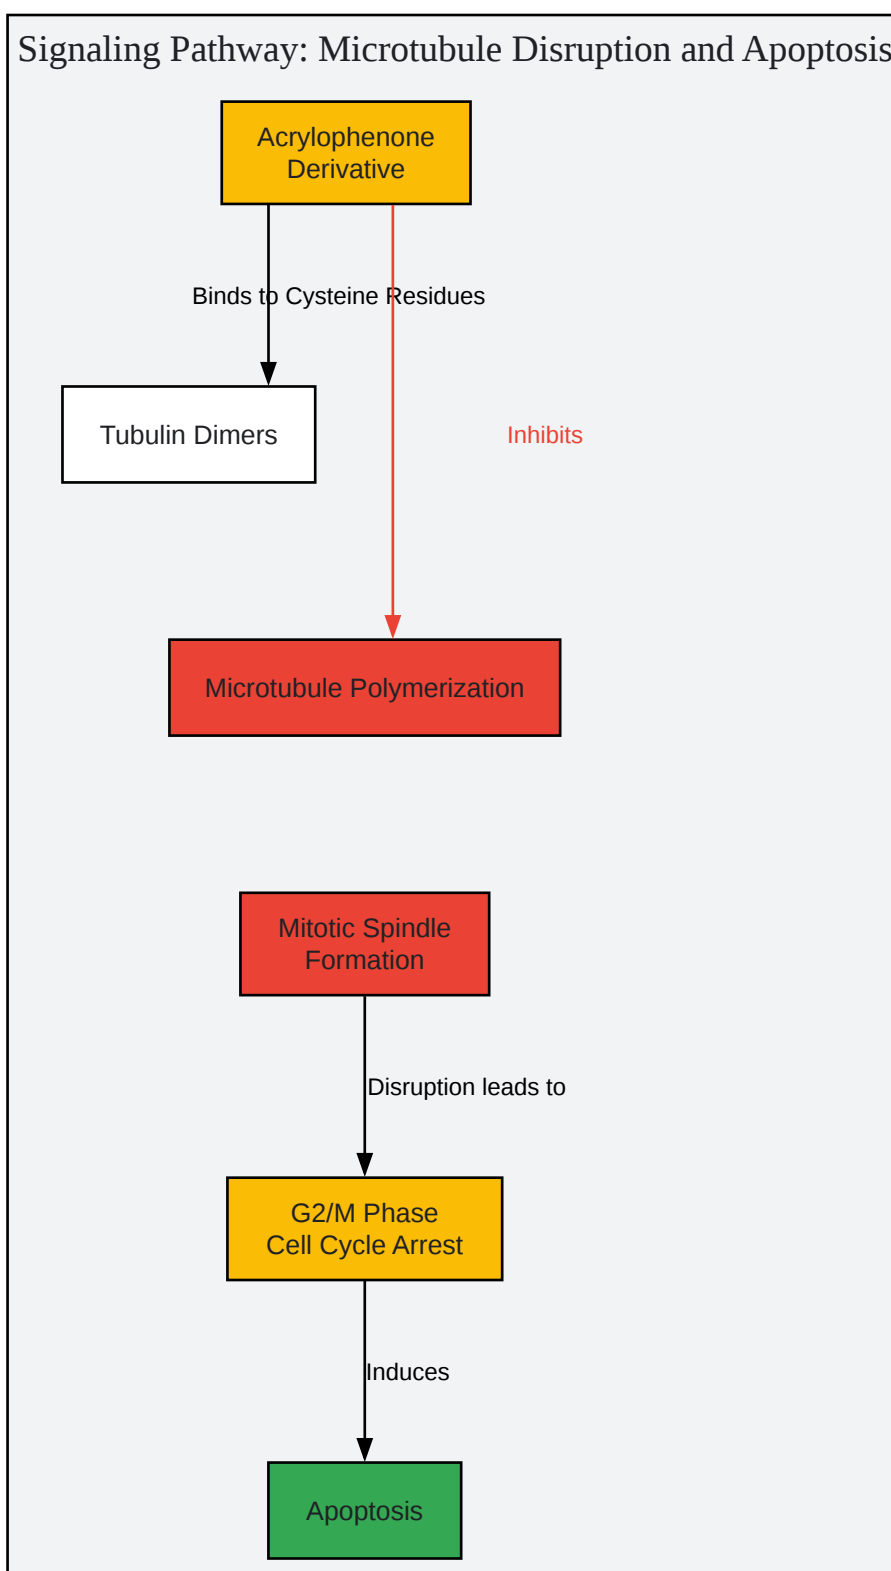 Signaling Pathway: Microtubule Disruption and Apoptosis
Acrylophenone
Derivative
Binds to Cysteine Residues
Tubulin Dimers
Inhibits
Microtubule Polymerization
Mitotic Spindle
Formation
Disruption leads to
G2/M Phase
Cell Cycle Arrest
Induces
Apoptosis